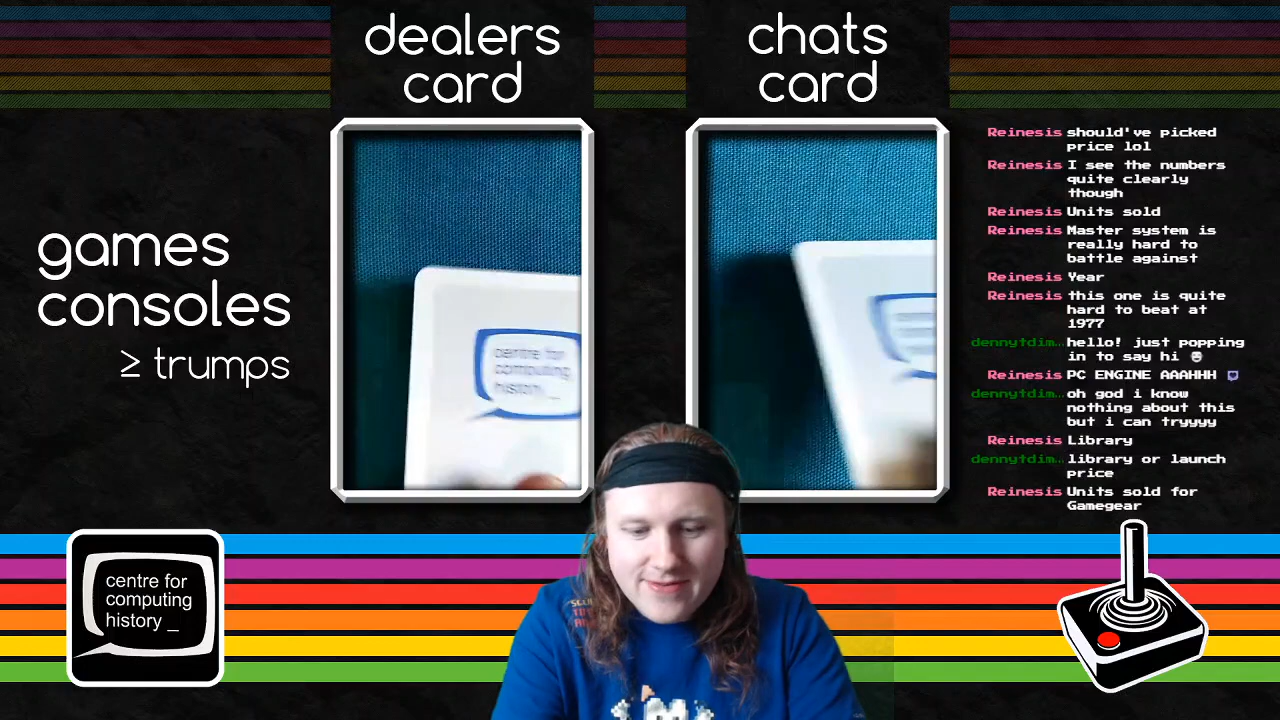 dealers
card
chats
card
games
consoles
≥ trumps
centre for
computing
history _
Reinesis should've picked
price lol
Reinesis I see the numbers
quite clearly
though
Reinesis Units sold
Reinesis Master system is
really hard to
battle against
Reinesis Year
Reinesis this one is quite
hard to beat at
1977
dennytdim… hello! just popping
in to say hi
Reinesis PC ENGINE AAAHHH
dennytdim… oh god i know
nothing about this
but i can tryyyy
Reinesis Library
dennytdim… library or launch
price
Reinesis Units sold for
Gamegear
centre for
computing
history _